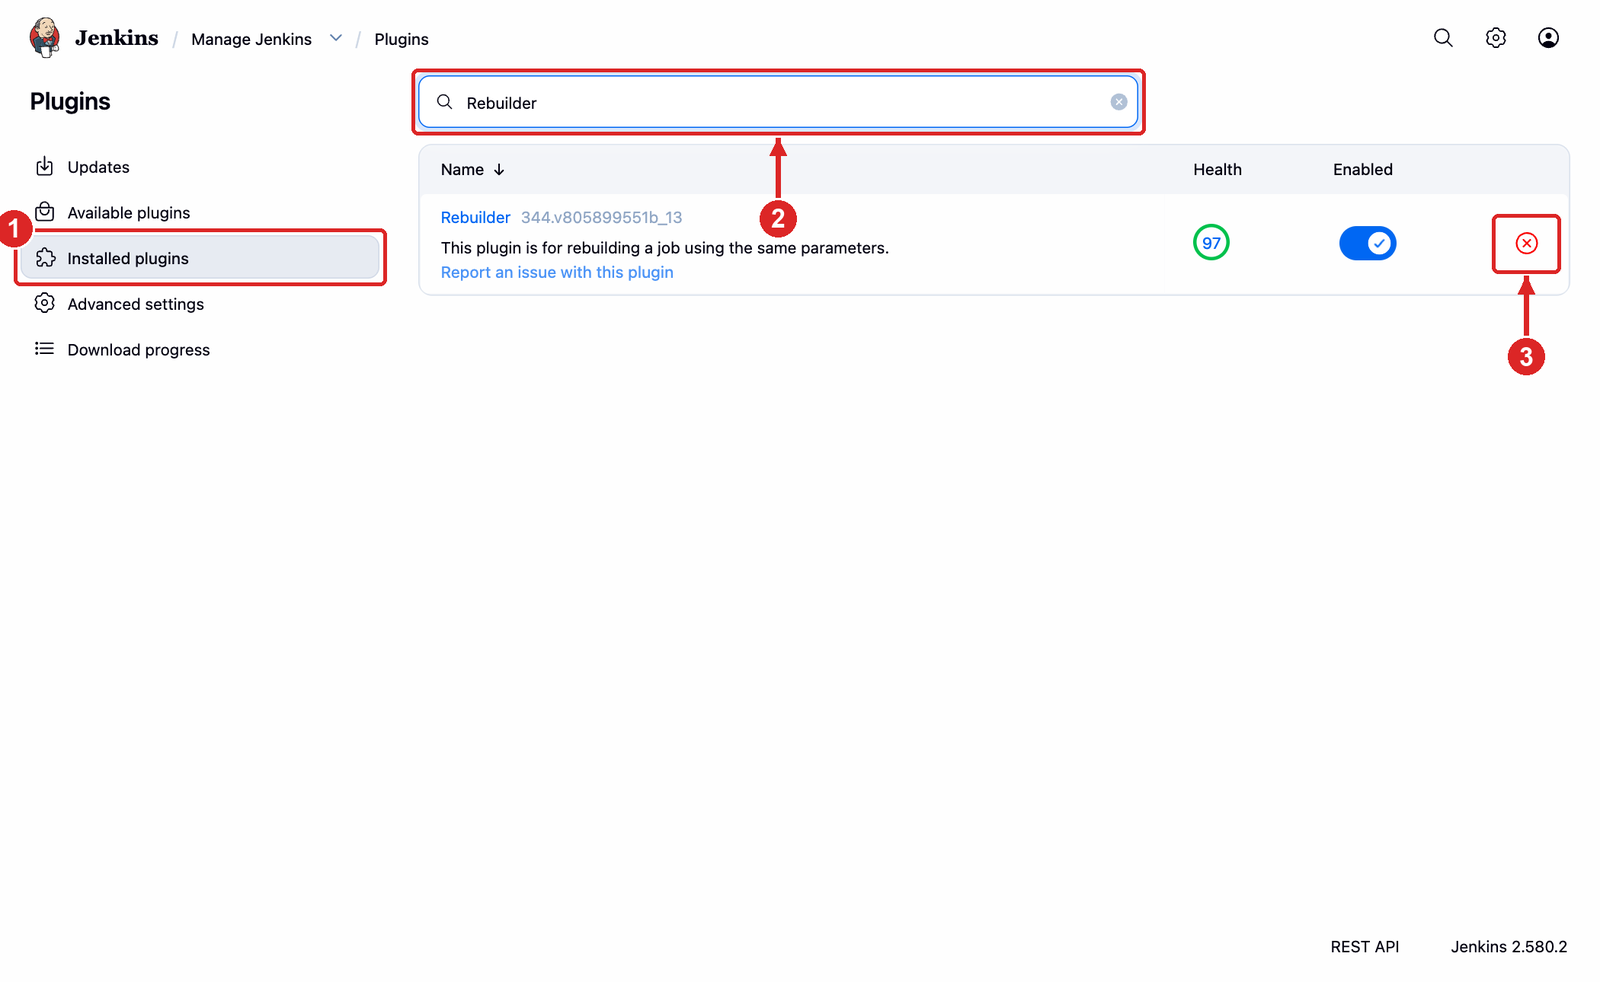 Jenkins / Manage Jenkins / Plugins
Plugins
Rebuilder
Updates
Name ↓ Health Enabled
Available plugins
1
2
Rebuilder 344.v805899551b_13
97
This plugin is for rebuilding a job using the same parameters.
Installed plugins
Report an issue with this plugin
Advanced settings
Download progress
3
REST API Jenkins 2.580.2